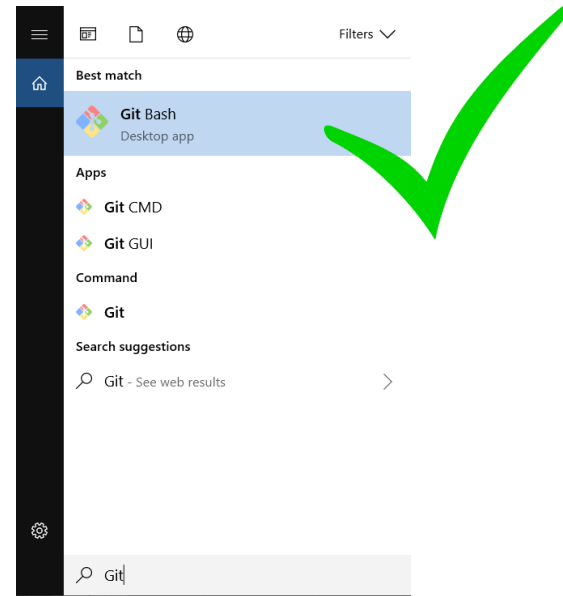 Filters
Best match
Git Bash
Desktop app
Apps
Git CMD
Git GUI
Command
Git
Search suggestions
Git - See web results
Git